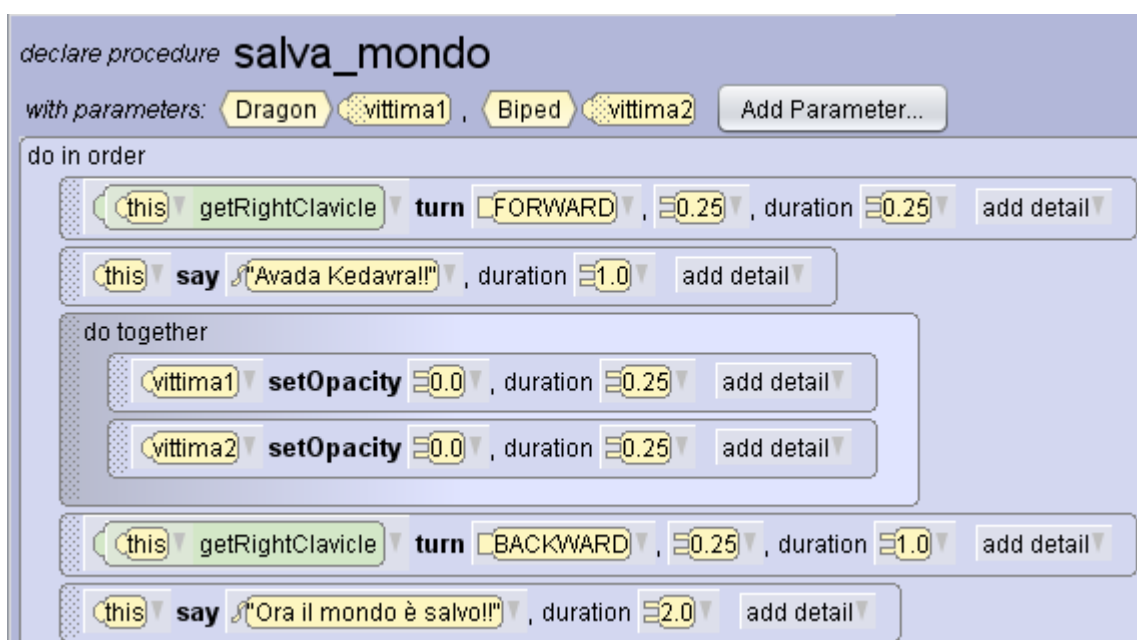 declare procedure salva_mondo
with parameters: Dragon vittima1 , Biped vittima2 Add Parameter...
do in order
this getRightClavicle turn FORWARD , 0.25 , duration 0.25 add detail
this say "Avada Kedavra!!" , duration 1.0 add detail
do together
vittima1 setOpacity 0.0 , duration 0.25 add detail
vittima2 setOpacity 0.0 , duration 0.25 add detail
this getRightClavicle turn BACKWARD , 0.25 , duration 1.0 add detail
this say "Ora il mondo è salvo!!" , duration 2.0 add detail